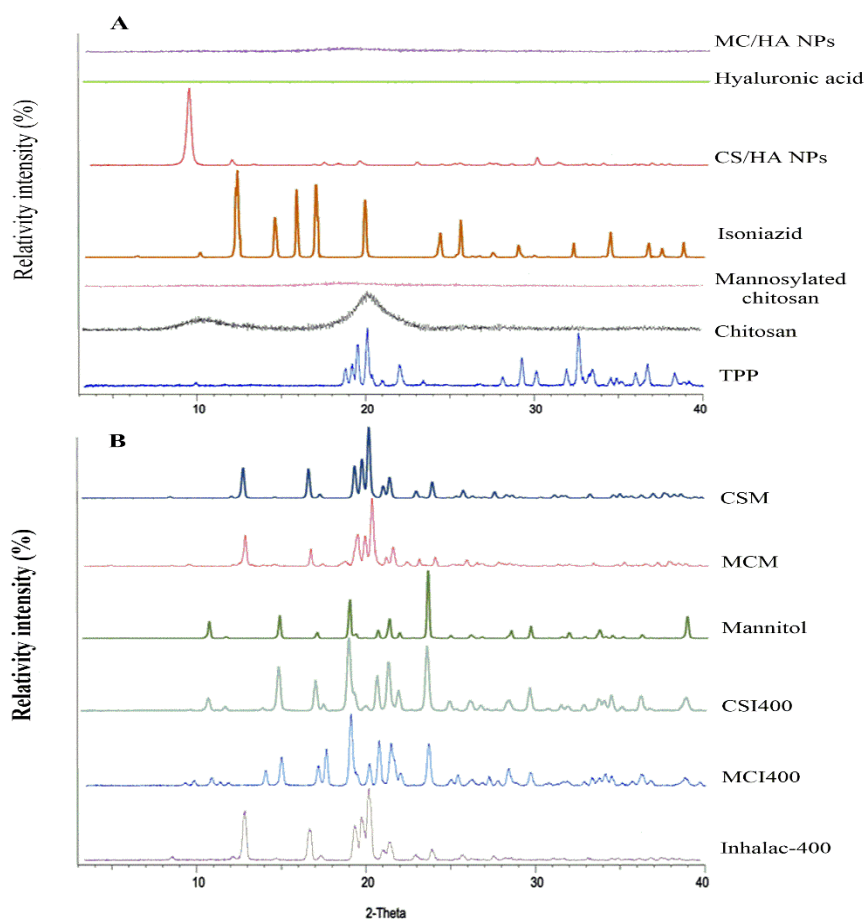 A
MC/HA NPs
Hyaluronic acid
CS/HA NPs
Isoniazid
Mannosylated
chitosan
Chitosan
TPP
Relativity intensity (%)
10
20
30
40
B
CSM
MCM
Mannitol
CSI400
MCI400
Inhalac-400
Relativity intensity (%)
10
20
30
40
2-Theta